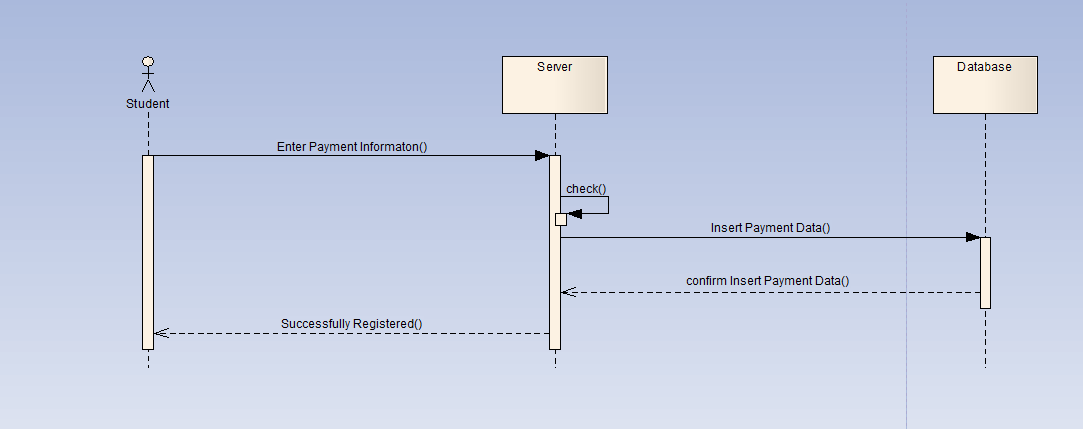 Student
Server
Database
Enter Payment Informaton()
check()
Insert Payment Data()
confirm Insert Payment Data()
Successfully Registered()